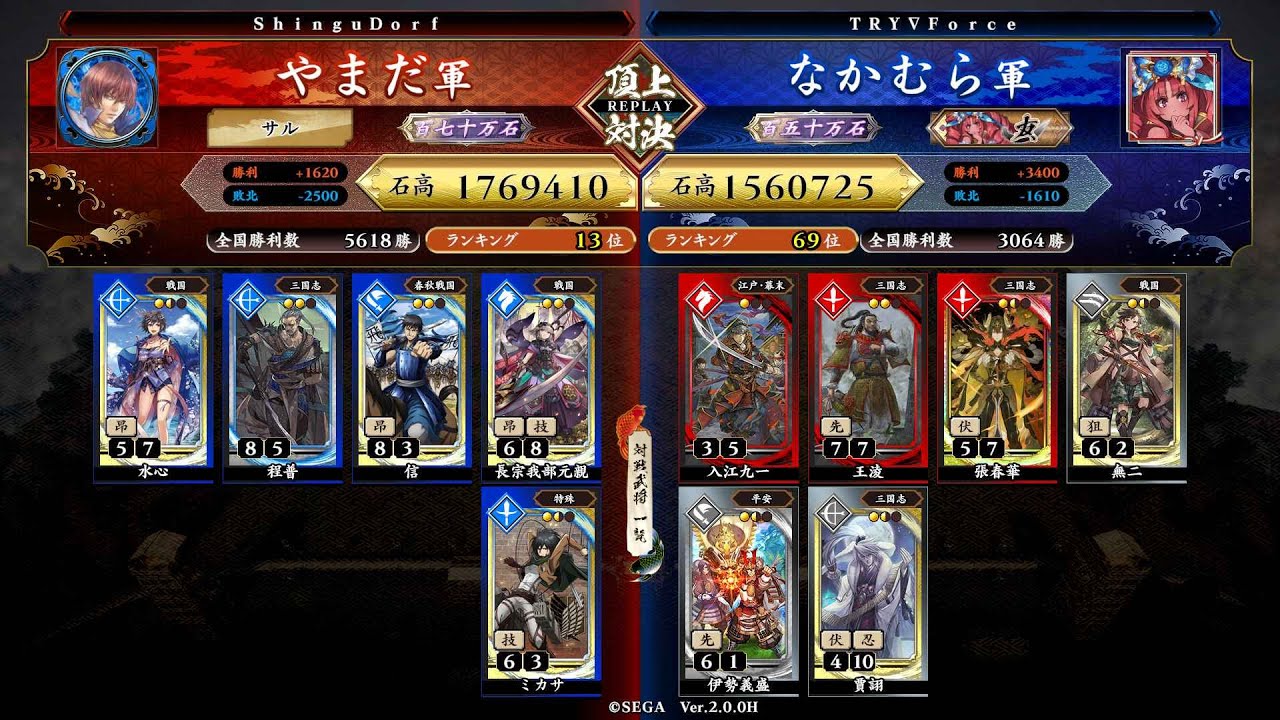 ShinguDorf
TRY∇Force
やまだ軍
頂上
REPLAY
対決
なかむら軍
サル
百七十万石
百五十万石
勝利 +1620
敗北 -2500
石高 1769410
石高 1560725
勝利 +3400
敗北 -1610
全国勝利数 5618勝
ランキング 13位
ランキング 69位
全国勝利数 3064勝
戦国
昂
5 7
水心
三国志
8 5
程普
春秋戦国
飛
昂
8 3
信
戦国
昂 技
6 8
長宗我部元親
江戸・幕末
3 5
入江九一
三国志
先
7 7
王凌
三国志
伏
5 7
張春華
戦国
狙
6 2
無二
対戦武将一覧
特殊
技
6 3
ミカサ
平安
先
6 1
伊勢義盛
三国志
伏 忍
4 10
賈詡
©SEGA Ver.2.0.0H